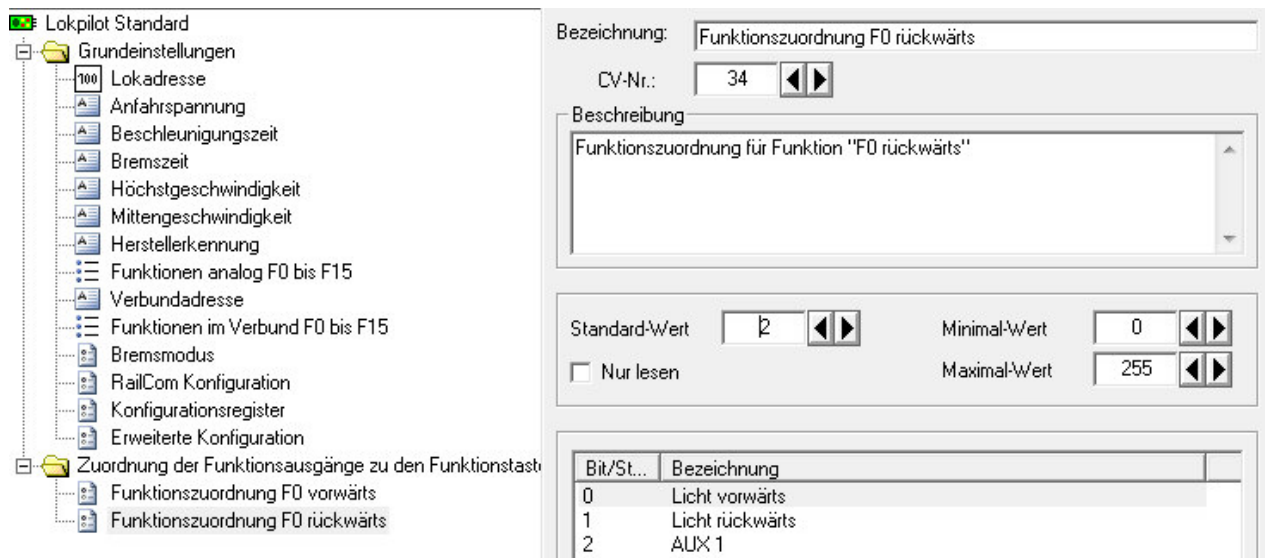 Lokpilot Standard
Grundeinstellungen
100 Lokadresse
Anfahrspannung
Beschleunigungszeit
Bremszeit
Höchstgeschwindigkeit
Mittengeschwindigkeit
Herstellerkennung
Funktionen analog F0 bis F15
Verbundadresse
Funktionen im Verbund F0 bis F15
Bremsmodus
RailCom Konfiguration
Konfigurationsregister
Erweiterte Konfiguration
Zuordnung der Funktionsausgänge zu den Funktionstast
Funktionszuordnung F0 vorwärts
Funktionszuordnung F0 rückwärts
Bezeichnung: Funktionszuordnung F0 rückwärts
CV-Nr.: 34
Beschreibung
Funktionszuordnung für Funktion "F0 rückwärts"
Standard-Wert 2 Minimal-Wert 0
Nur lesen Maximal-Wert 255
Bit/St... Bezeichnung
0 Licht vorwärts
1 Licht rückwärts
2 AUX 1